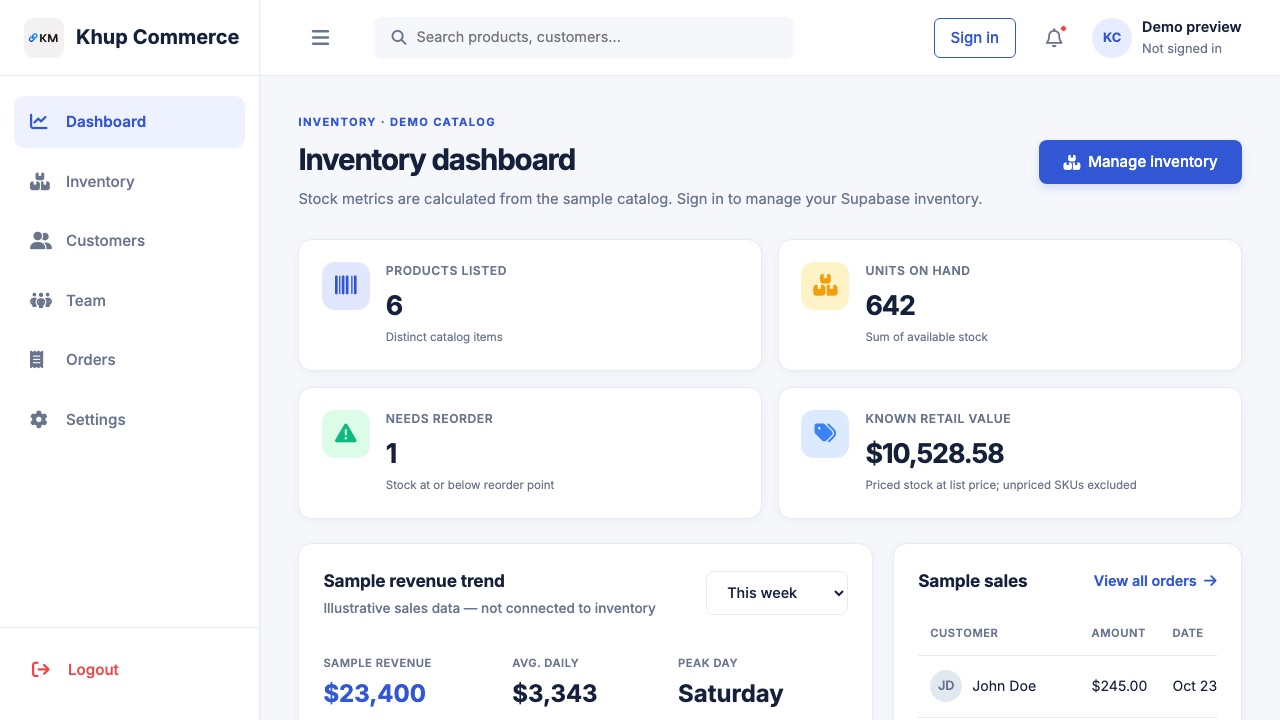 KM
Khup Commerce
Search products, customers...
Sign in
KC
Demo preview
Not signed in
Dashboard
Inventory
Customers
Team
Orders
Settings
Logout
INVENTORY · DEMO CATALOG
Inventory dashboard
Stock metrics are calculated from the sample catalog. Sign in to manage your Supabase inventory.
Manage inventory
PRODUCTS LISTED
6
Distinct catalog items
UNITS ON HAND
642
Sum of available stock
NEEDS REORDER
1
Stock at or below reorder point
KNOWN RETAIL VALUE
$10,528.58
Priced stock at list price; unpriced SKUs excluded
Sample revenue trend
Illustrative sales data — not connected to inventory
This week
SAMPLE REVENUE
$23,400
AVG. DAILY
$3,343
PEAK DAY
Saturday
Sample sales
View all orders
CUSTOMER AMOUNT DATE
JD John Doe $245.00 Oct 23